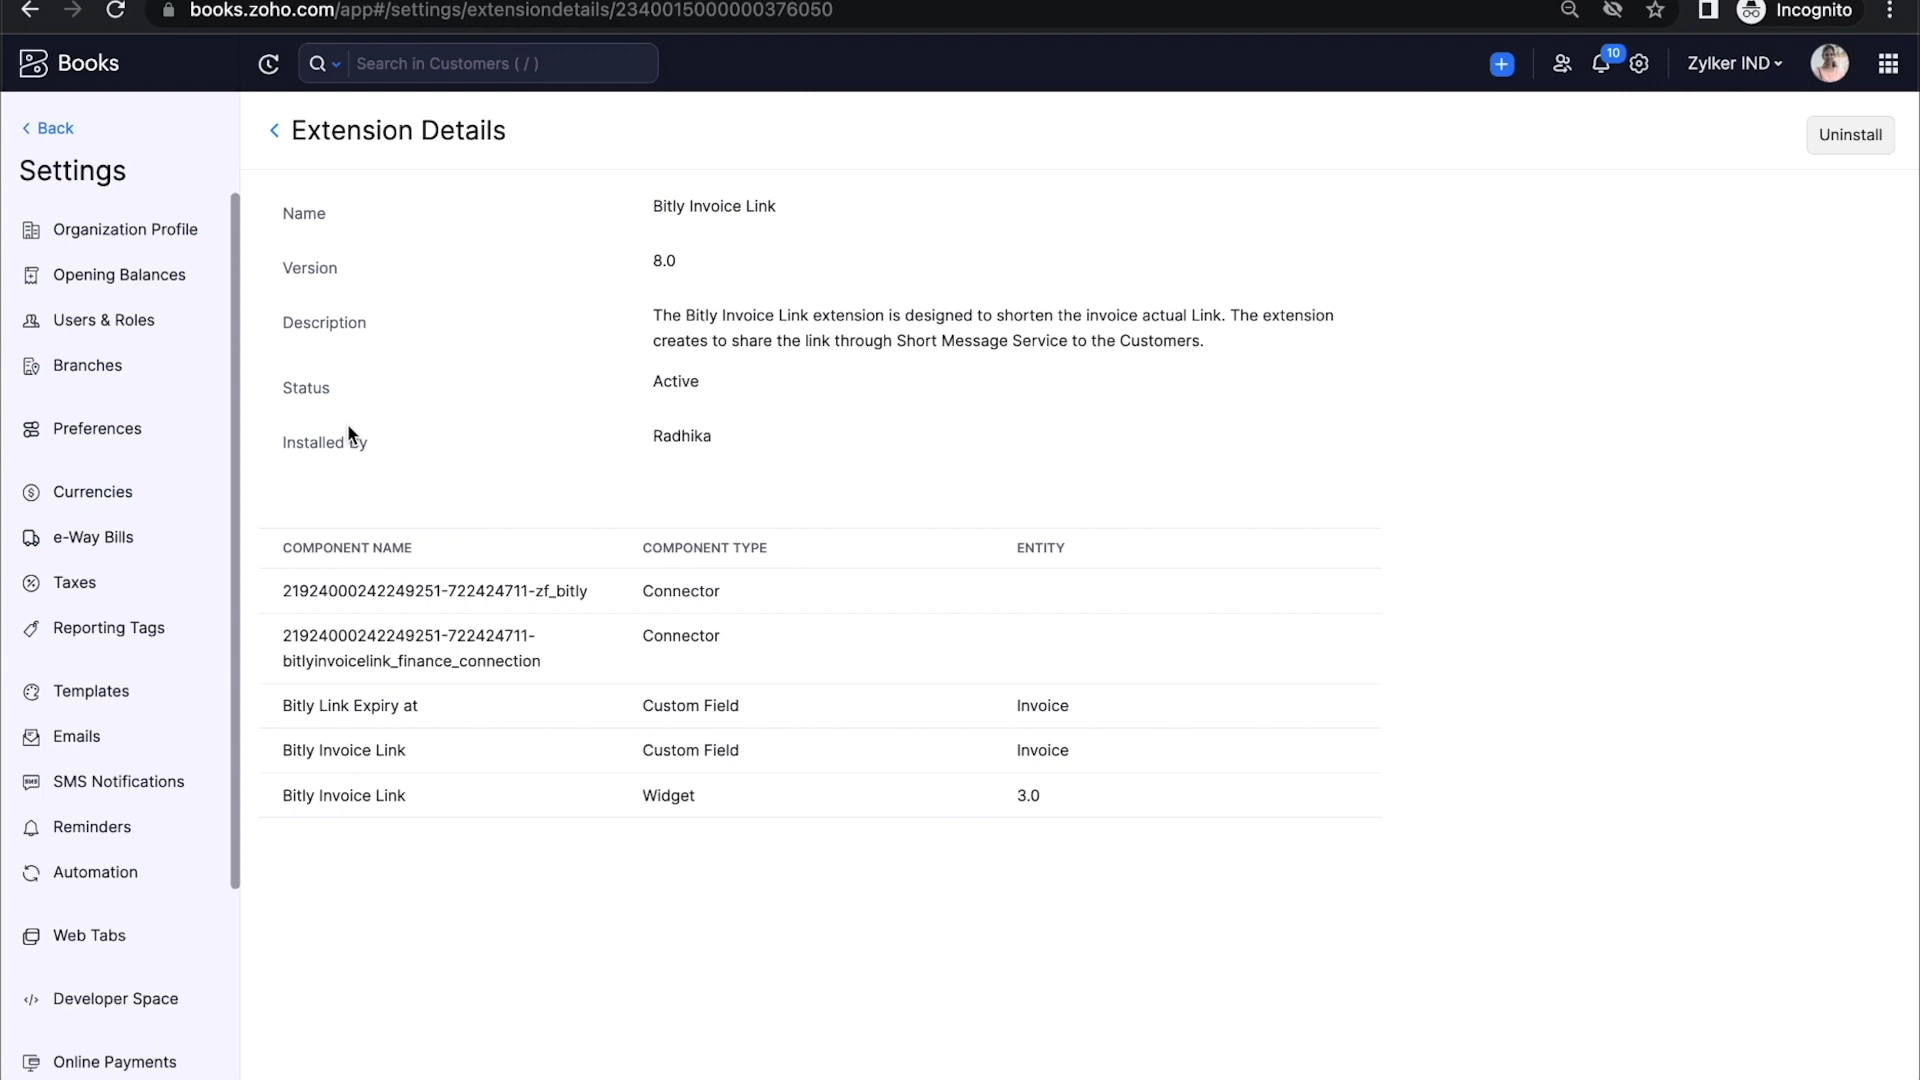 books.zoho.com/app#/settings/extensiondetails/2340015000000376050
Incognito
Books
Search in Customers ( / )
10
Zylker IND
Back
Settings
Organization Profile
Opening Balances
Users & Roles
Branches
Preferences
Currencies
e-Way Bills
Taxes
Reporting Tags
Templates
Emails
SMS
SMS Notifications
Reminders
Automation
Web Tabs
Developer Space
Online Payments
Extension Details
Uninstall
Name
Bitly Invoice Link
Version
8.0
Description
The Bitly Invoice Link extension is designed to shorten the invoice actual Link. The extension
creates to share the link through Short Message Service to the Customers.
Status
Active
Installed By
Radhika
COMPONENT NAME COMPONENT TYPE ENTITY
21924000242249251-722424711-zf_bitly Connector
21924000242249251-722424711- Connector
bitlyinvoicelink_finance_connection
Bitly Link Expiry at Custom Field Invoice
Bitly Invoice Link Custom Field Invoice
Bitly Invoice Link Widget 3.0